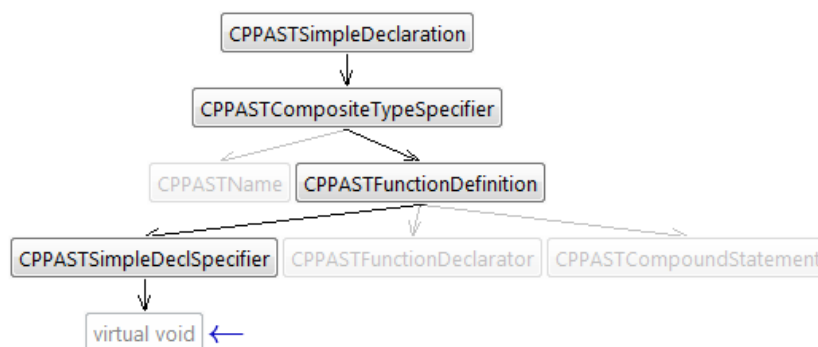 CPPASTSimpleDeclaration
CPPASTCompositeTypeSpecifier
CPPASTName CPPASTFunctionDefinition
CPPASTSimpleDeclSpecifier CPPASTFunctionDeclarator CPPASTCompoundStatement
virtual void